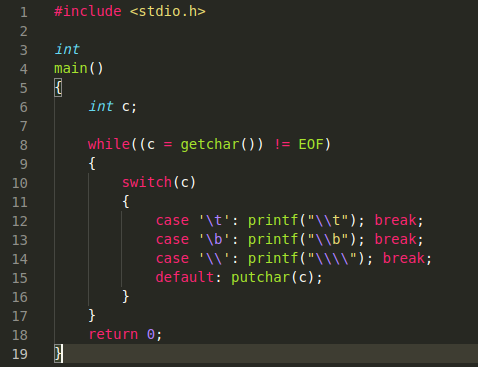 1 #include <stdio.h>
2
3 int
4 main()
5 {
6     int c;
7
8     while((c = getchar()) != EOF)
9     {
10         switch(c)
11         {
12             case '\t': printf("\\t"); break;
13             case '\b': printf("\\b"); break;
14             case '\\': printf("\\\\"); break;
15             default: putchar(c);
16         }
17     }
18     return 0;
19 }